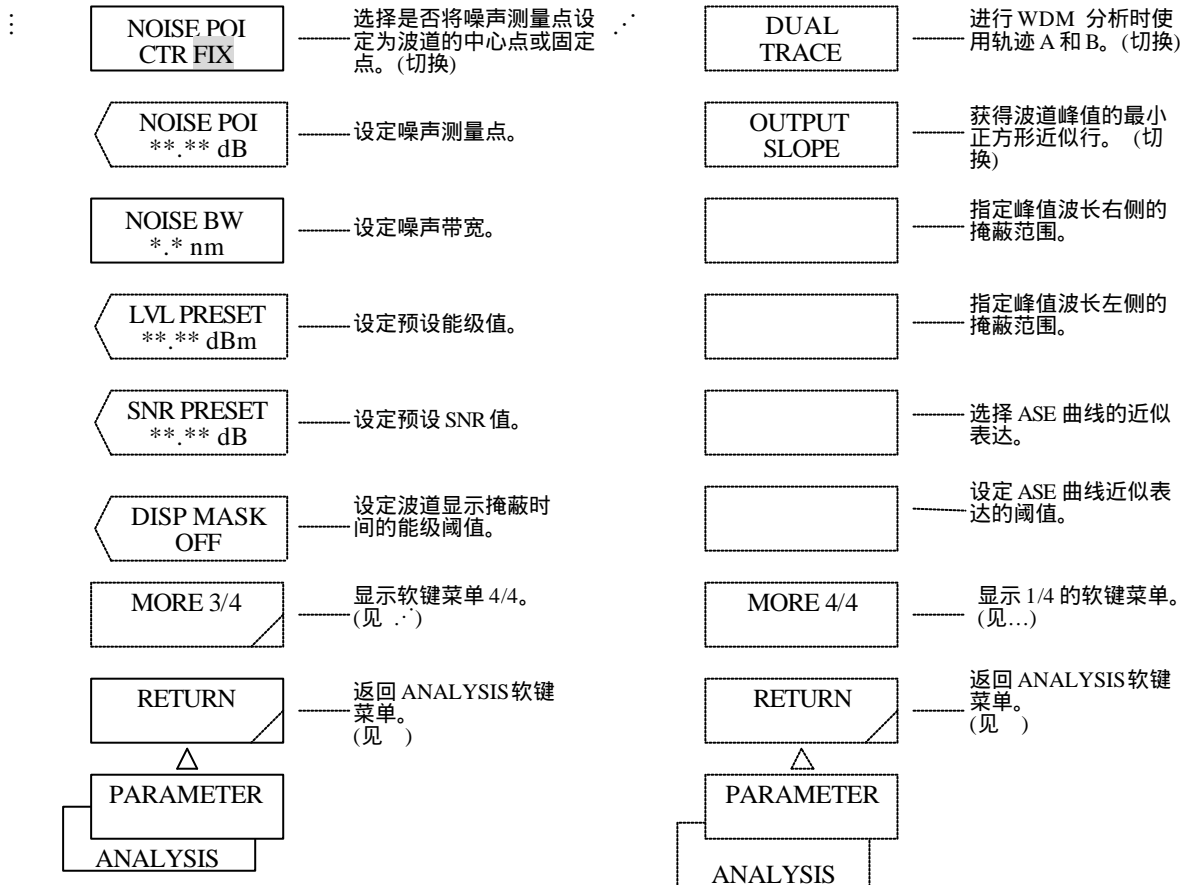 NOISE POI
CTR FIX
选择是否将噪声测量点设
定为波道的中心点或固定
点。(切换)
NOISE POI
**.** dB
设定噪声测量点。
NOISE BW
*.* nm
设定噪声带宽。
LVL PRESET
**.** dBm
设定预设能级值。
SNR PRESET
**.** dB
设定预设 SNR 值。
DISP MASK
OFF
设定波道显示掩蔽时
间的能级阈值。
MORE 3/4
显示软键菜单 4/4。
(见 ⋰)
RETURN
返回 ANALYSIS 软键
菜单。
(见 )
PARAMETER
ANALYSIS
DUAL
TRACE
进行 WDM 分析时使
用轨迹 A 和 B。(切换)
OUTPUT
SLOPE
获得波道峰值的最小
正方形近似行。 (切
换)
指定峰值波长右侧的
掩蔽范围。
指定峰值波长左侧的
掩蔽范围。
选择 ASE 曲线的近似
表达。
设定 ASE 曲线近似表
达的阈值。
MORE 4/4
显示 1/4 的软键菜单。
(见…)
RETURN
返回 ANALYSIS 软键
菜单。
(见 )
PARAMETER
ANALYSIS